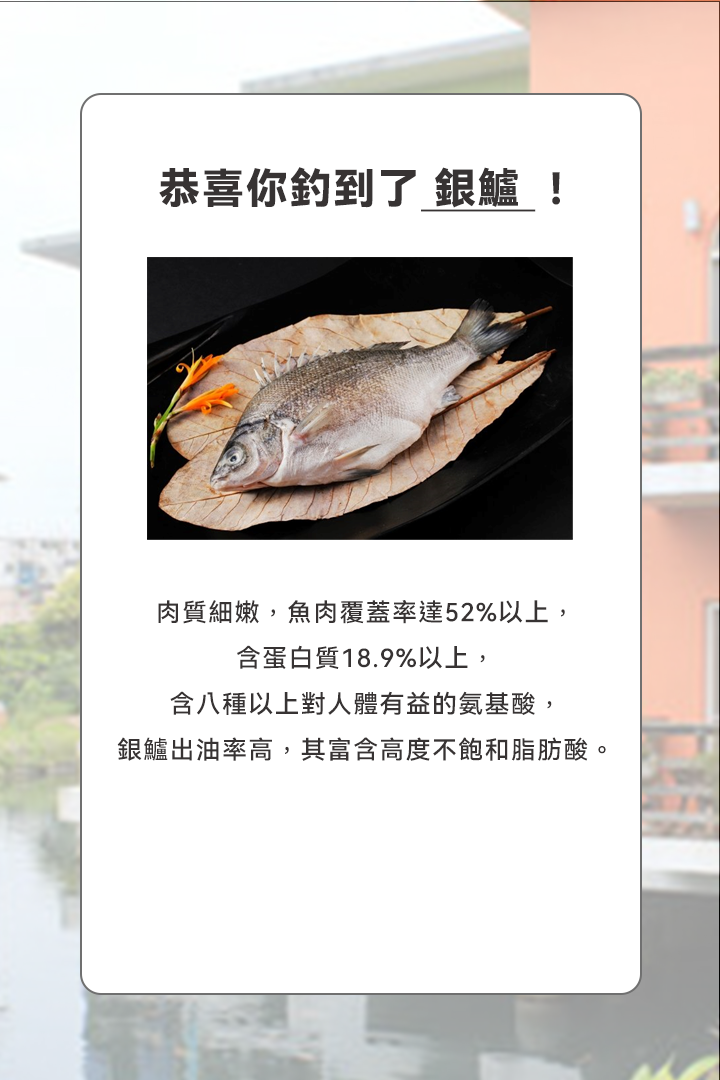 恭喜你釣到了 銀鱸 ！
肉質細嫩，魚肉覆蓋率達52%以上，
含蛋白質18.9%以上，
含八種以上對人體有益的氨基酸，
銀鱸出油率高，其富含高度不飽和脂肪酸。